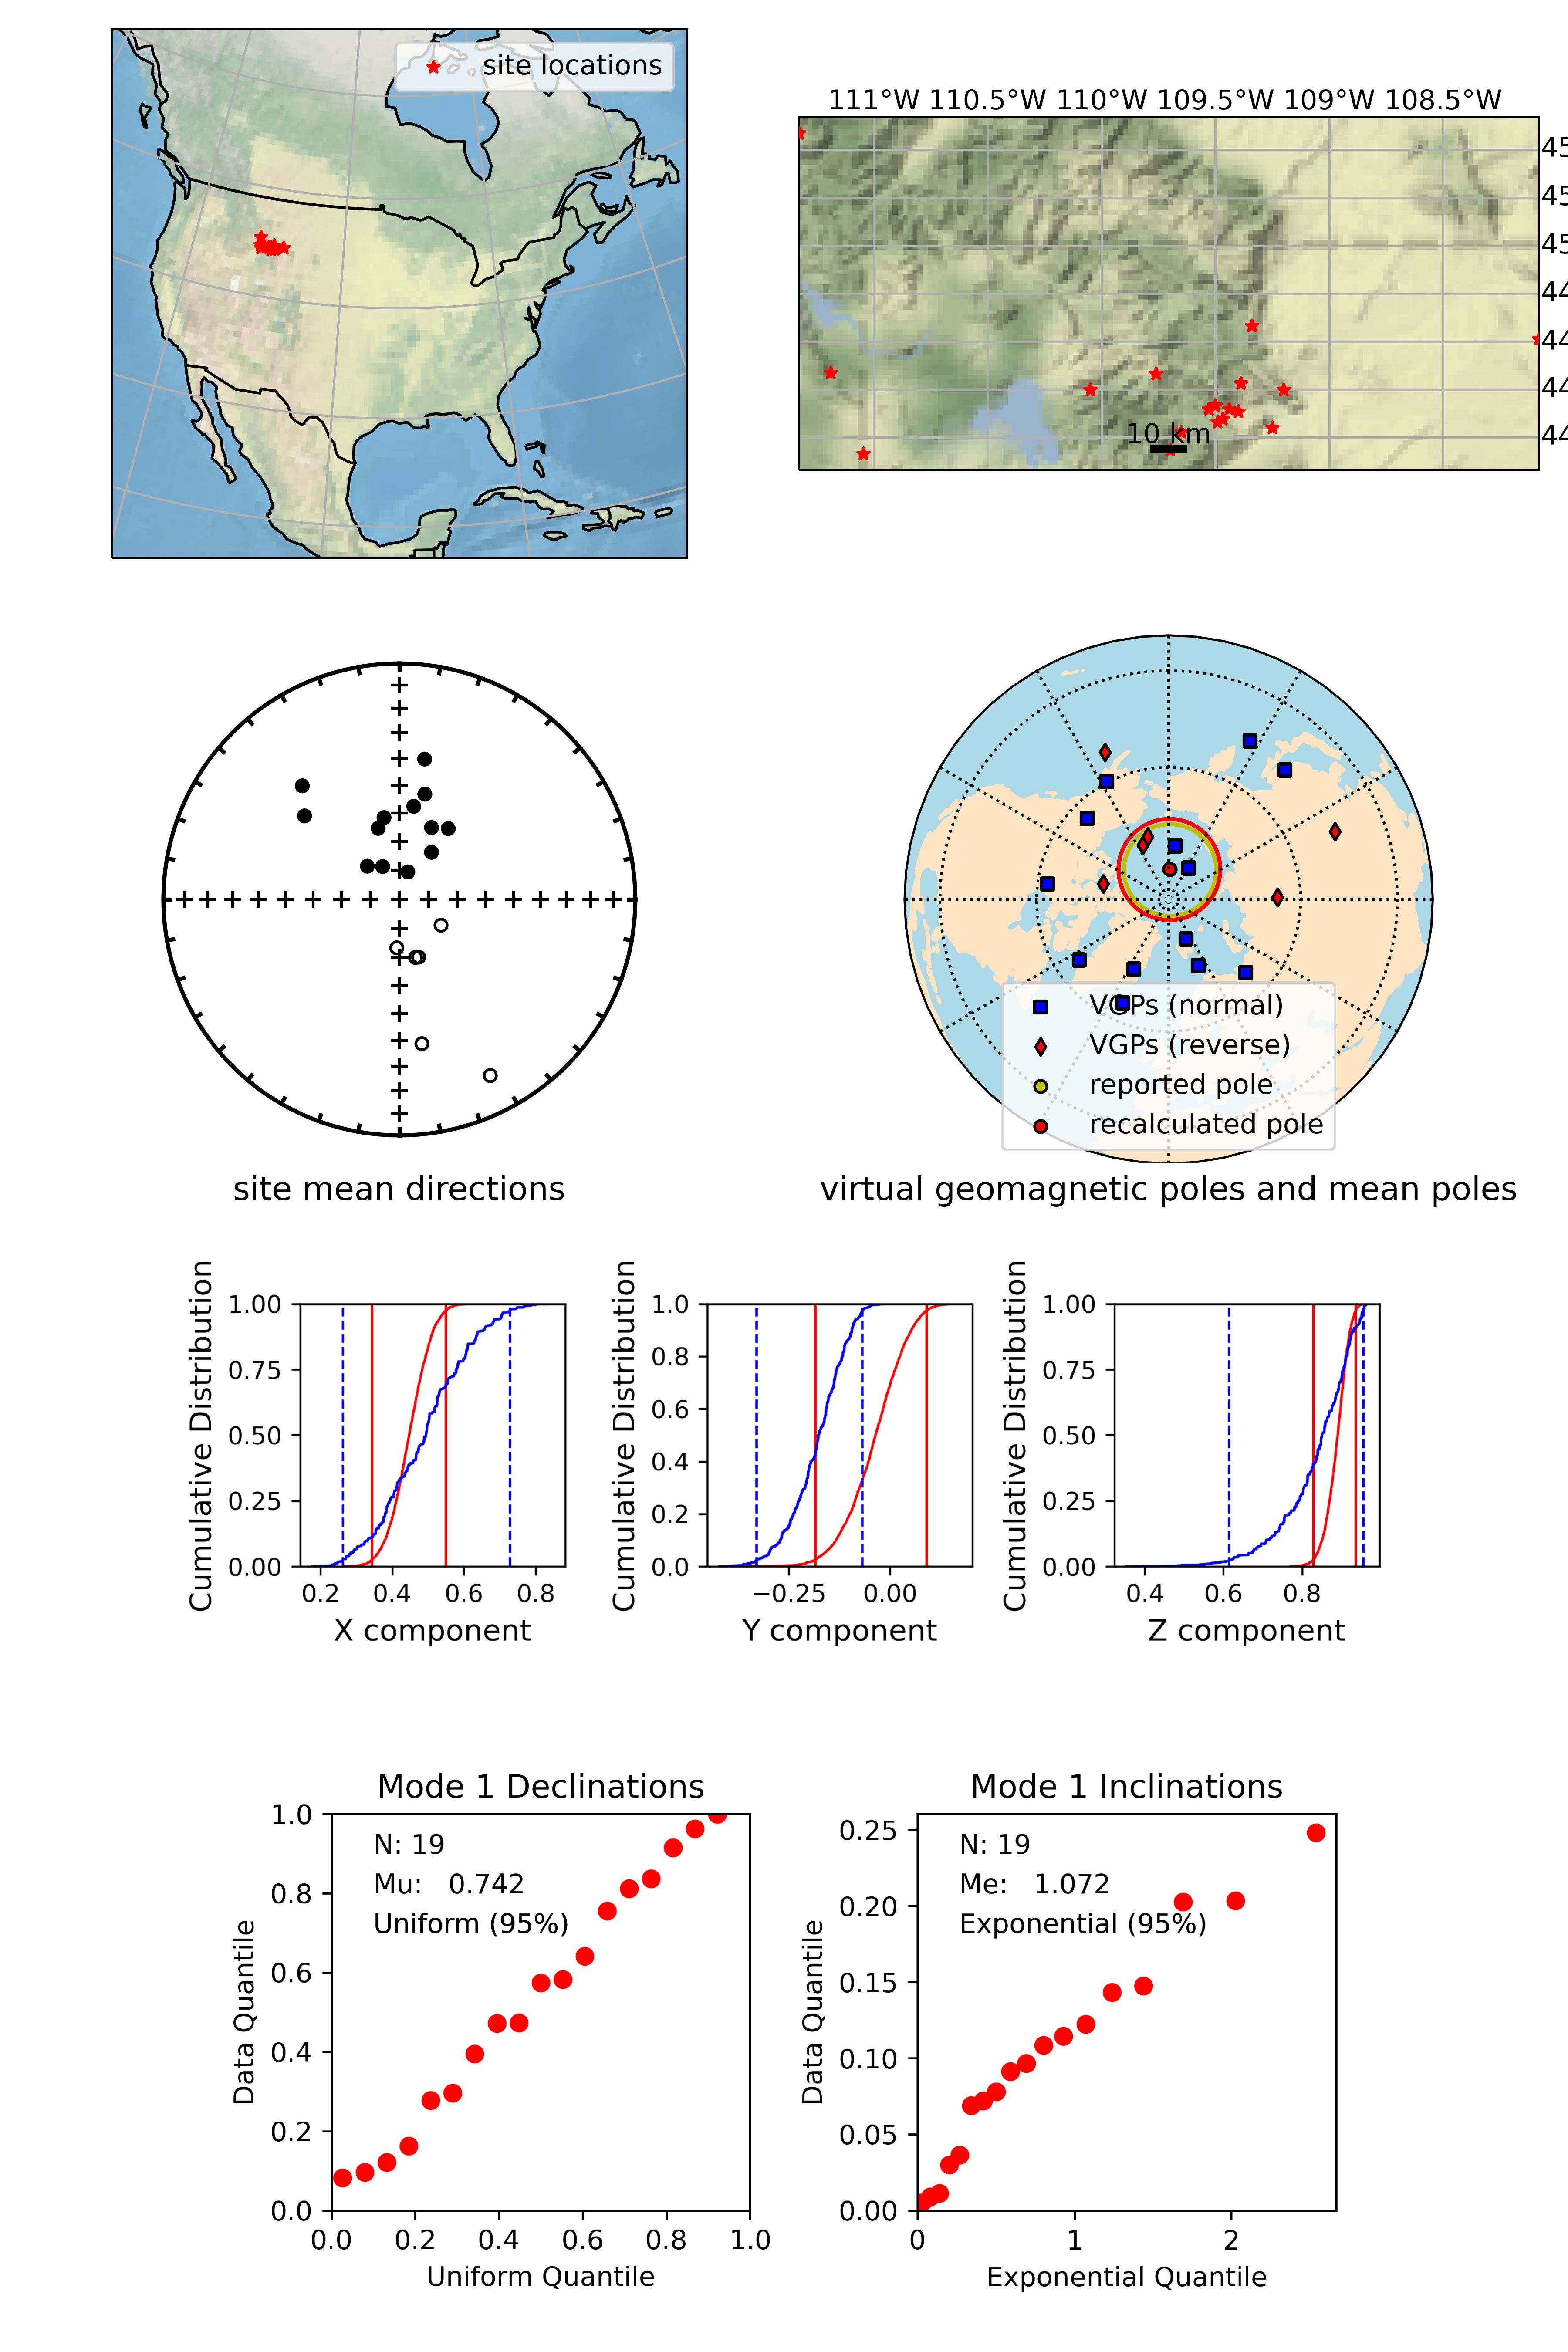 site locations
111°W 110.5°W 110°W 109.5°W 109°W 108.5°W
45
45
45
44
44
44
44
10 km
VGPs (normal)
VGPs (reverse)
reported pole
recalculated pole
site mean directions
virtual geomagnetic poles and mean poles
Cumulative Distribution
1.00
0.75
0.50
0.25
0.00
0.2 0.4 0.6 0.8
X component
Cumulative Distribution
1.0
0.8
0.6
0.4
0.2
0.0
−0.25 0.00
Y component
Cumulative Distribution
1.00
0.75
0.50
0.25
0.00
0.4 0.6 0.8
Z component
Mode 1 Declinations
N: 19
Mu: 0.742
Uniform (95%)
Data Quantile
1.0
0.8
0.6
0.4
0.2
0.0
0.0 0.2 0.4 0.6 0.8 1.0
Uniform Quantile
Mode 1 Inclinations
N: 19
Me: 1.072
Exponential (95%)
Data Quantile
0.25
0.20
0.15
0.10
0.05
0.00
0 1 2
Exponential Quantile